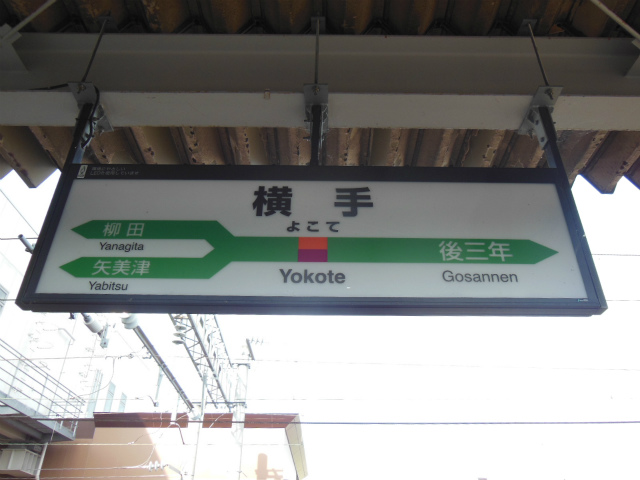 横手
よこて
柳田
Yanagita
矢美津
Yabitsu
Yokote
後三年
Gosannen